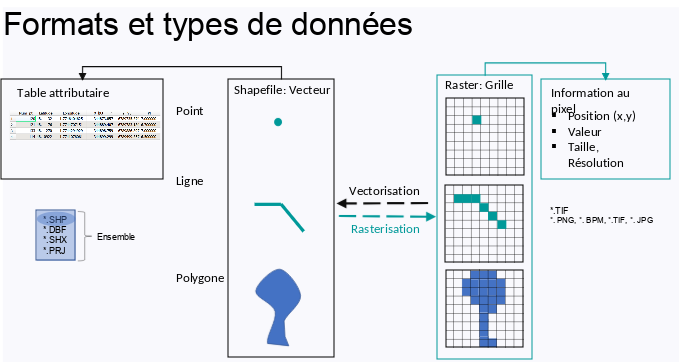 Formats et types de données
Table attributaire
Shapefile: Vecteur
Raster: Grille
Information au pixel
▪ Position (x,y)
▪ Valeur
▪ Taille, Résolution
Point
Ligne
Polygone
Vectorisation
Rasterisation
*.SHP
*.DBF
*.SHX
*.PRJ
Ensemble
*.TIF
*. PNG, *. BPM, *.TIF, *. JPG